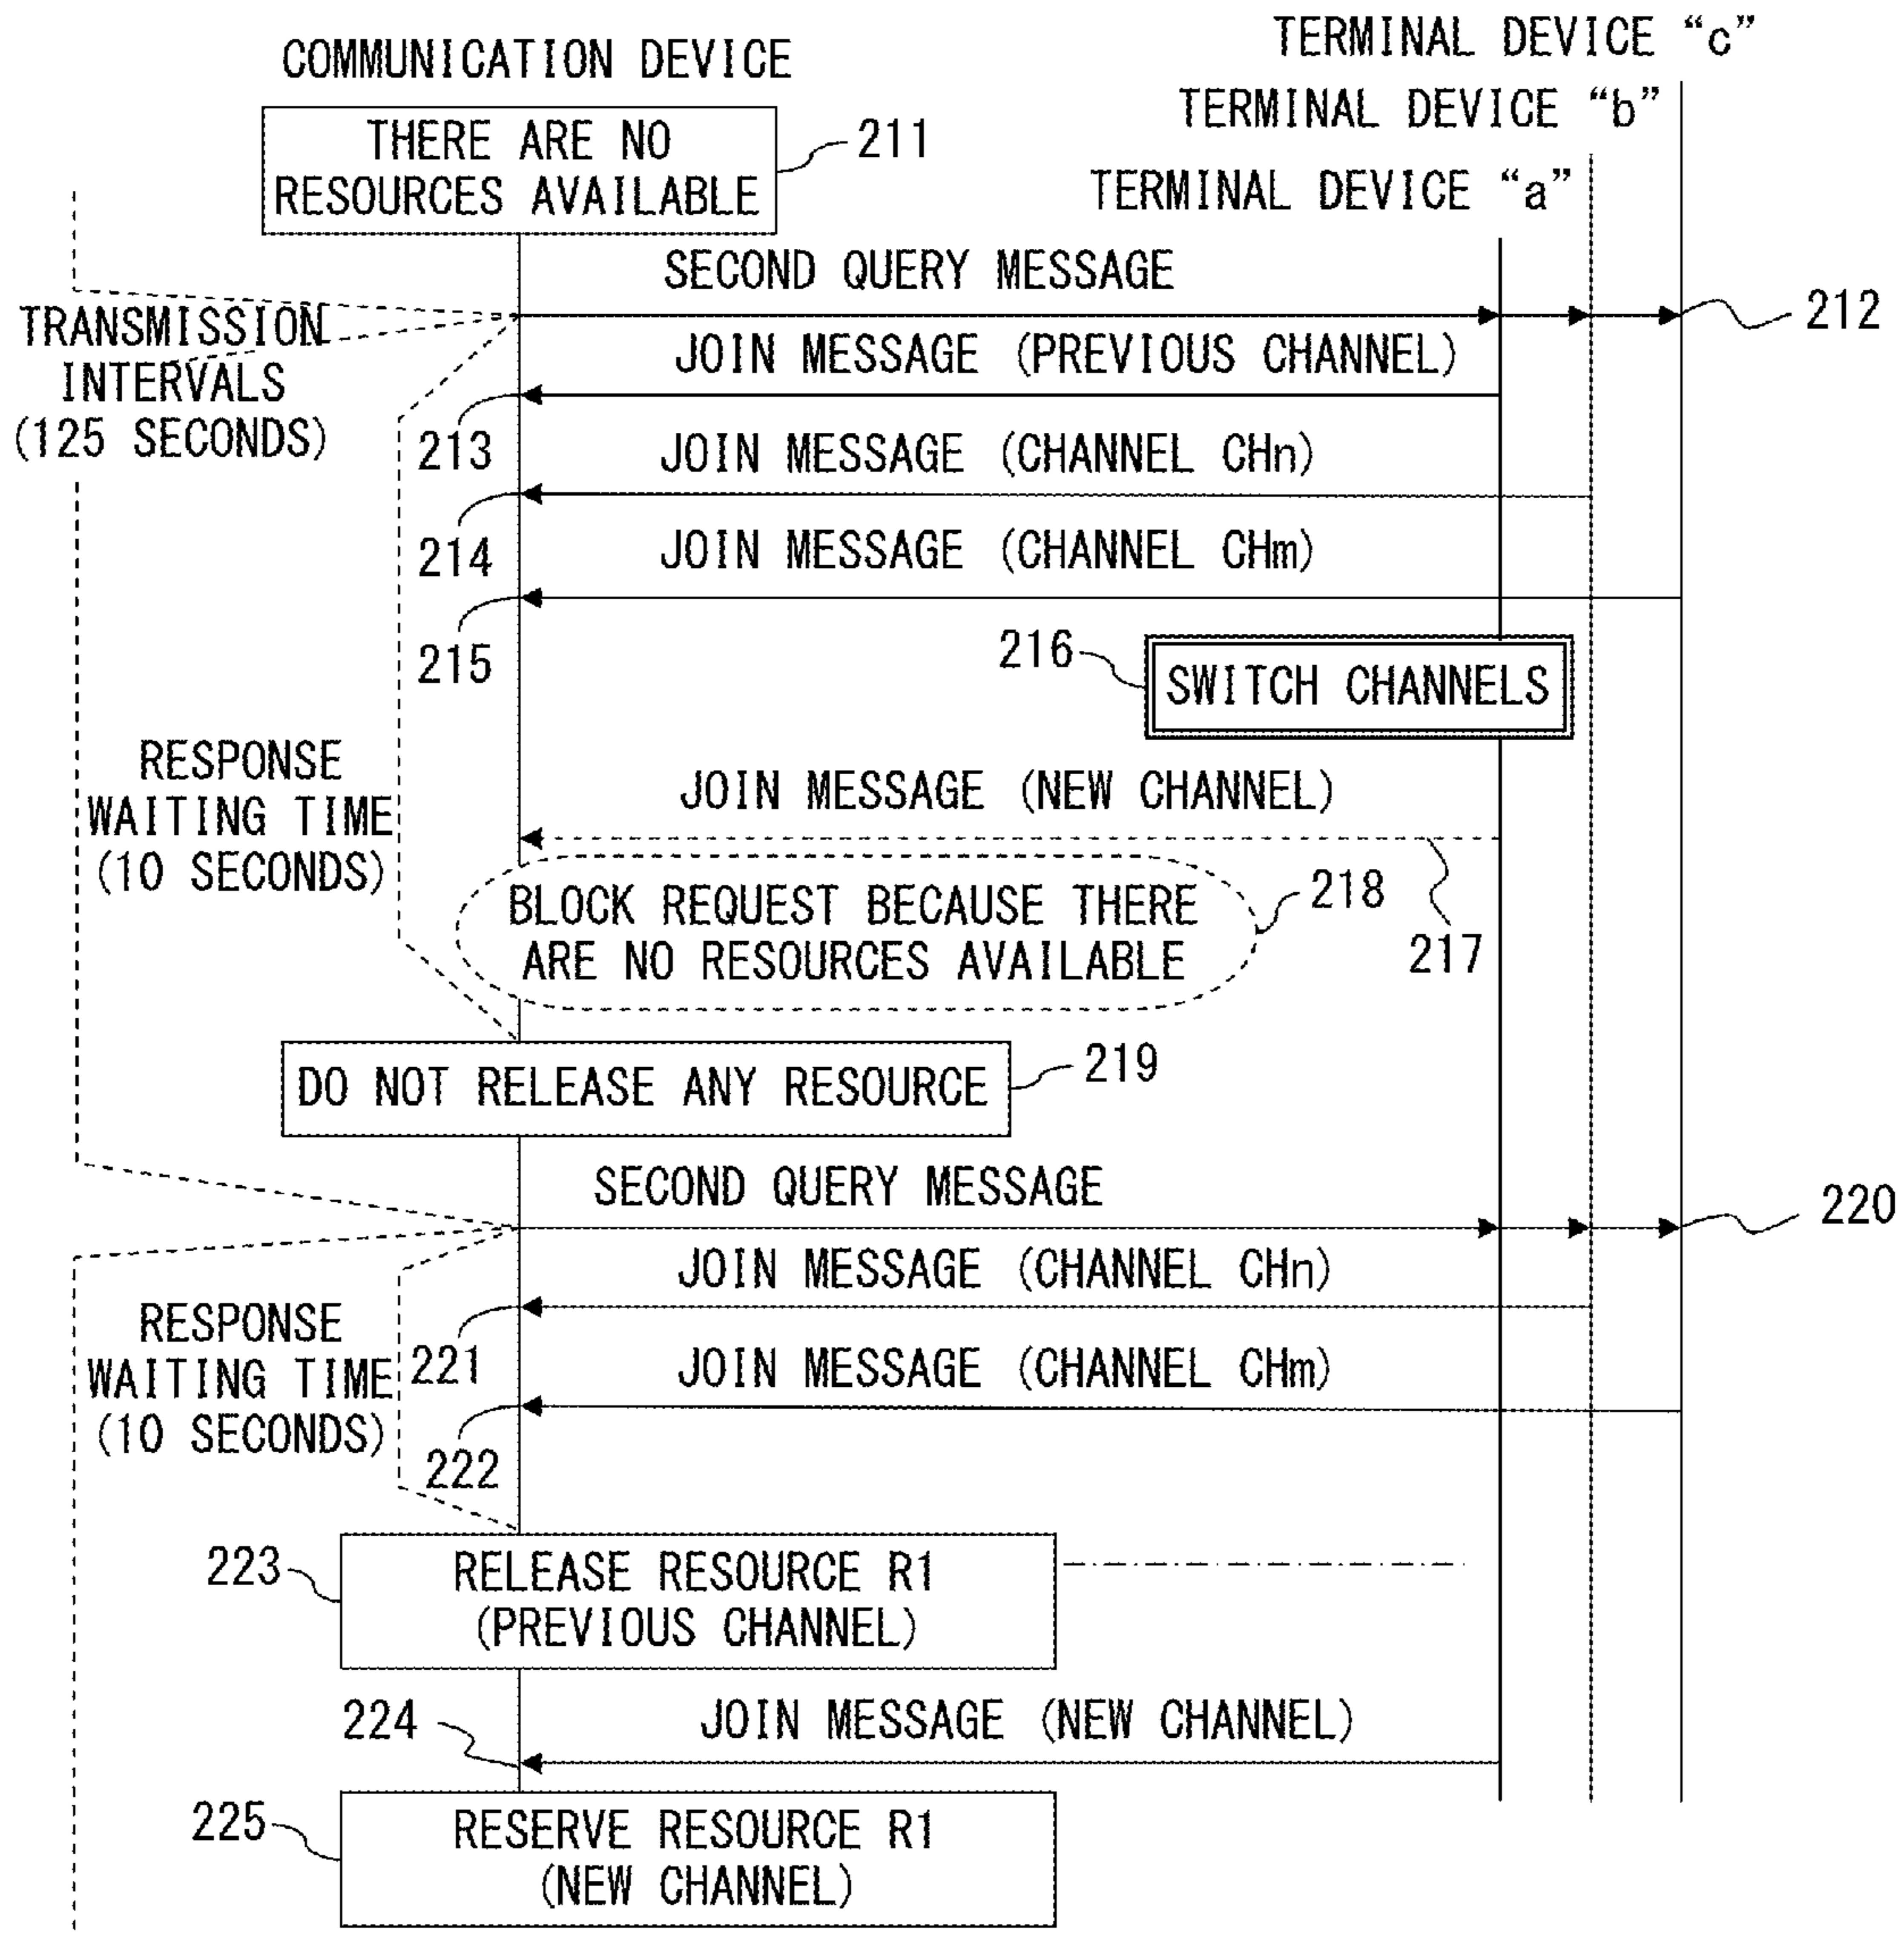 TERMINAL DEVICE “c”
COMMUNICATION DEVICE
TERMINAL DEVICE “b”
THERE ARE NO
RESOURCES AVAILABLE
211
TERMINAL DEVICE “a”
SECOND QUERY MESSAGE
212
TRANSMISSION
INTERVALS
(125 SECONDS)
JOIN MESSAGE (PREVIOUS CHANNEL)
213
JOIN MESSAGE (CHANNEL CHn)
214
JOIN MESSAGE (CHANNEL CHm)
215
216
SWITCH CHANNELS
RESPONSE
WAITING TIME
(10 SECONDS)
JOIN MESSAGE (NEW CHANNEL)
217
BLOCK REQUEST BECAUSE THERE
ARE NO RESOURCES AVAILABLE
218
DO NOT RELEASE ANY RESOURCE
219
SECOND QUERY MESSAGE
220
JOIN MESSAGE (CHANNEL CHn)
221
RESPONSE
WAITING TIME
(10 SECONDS)
JOIN MESSAGE (CHANNEL CHm)
222
223
RELEASE RESOURCE R1
(PREVIOUS CHANNEL)
224
JOIN MESSAGE (NEW CHANNEL)
225
RESERVE RESOURCE R1
(NEW CHANNEL)